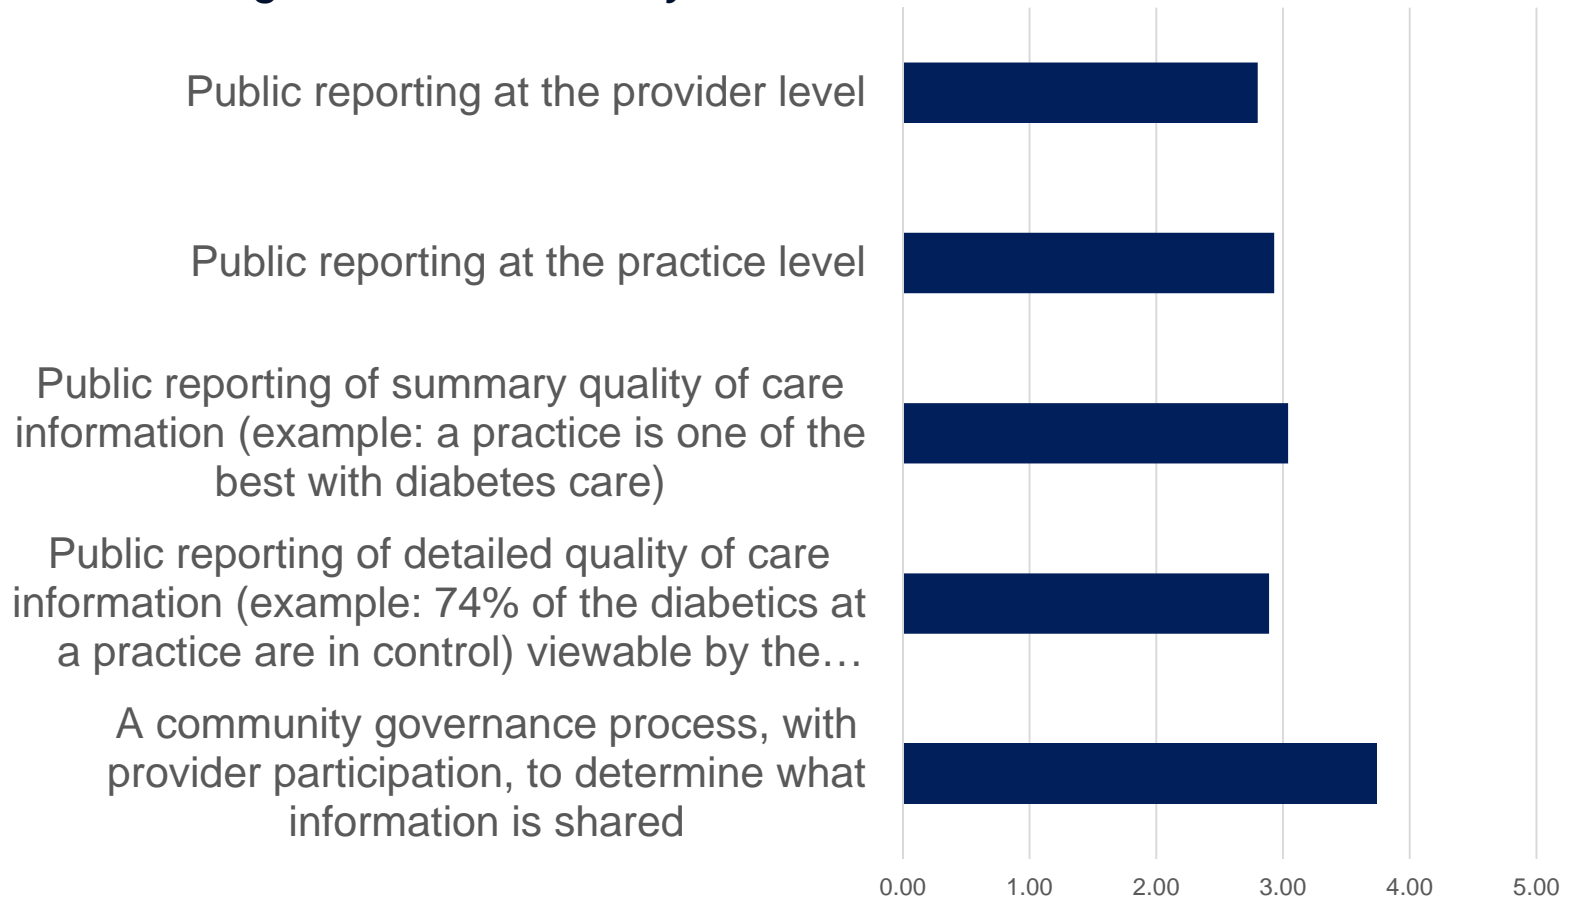 Public reporting at the provider level
Public reporting at the practice level
Public reporting of summary quality of care
information (example: a practice is one of the
best with diabetes care)
Public reporting of detailed quality of care
information (example: 74% of the diabetics at
a practice are in control) viewable by the…
A community governance process, with
provider participation, to determine what
information is shared
0.00 1.00 2.00 3.00 4.00 5.00